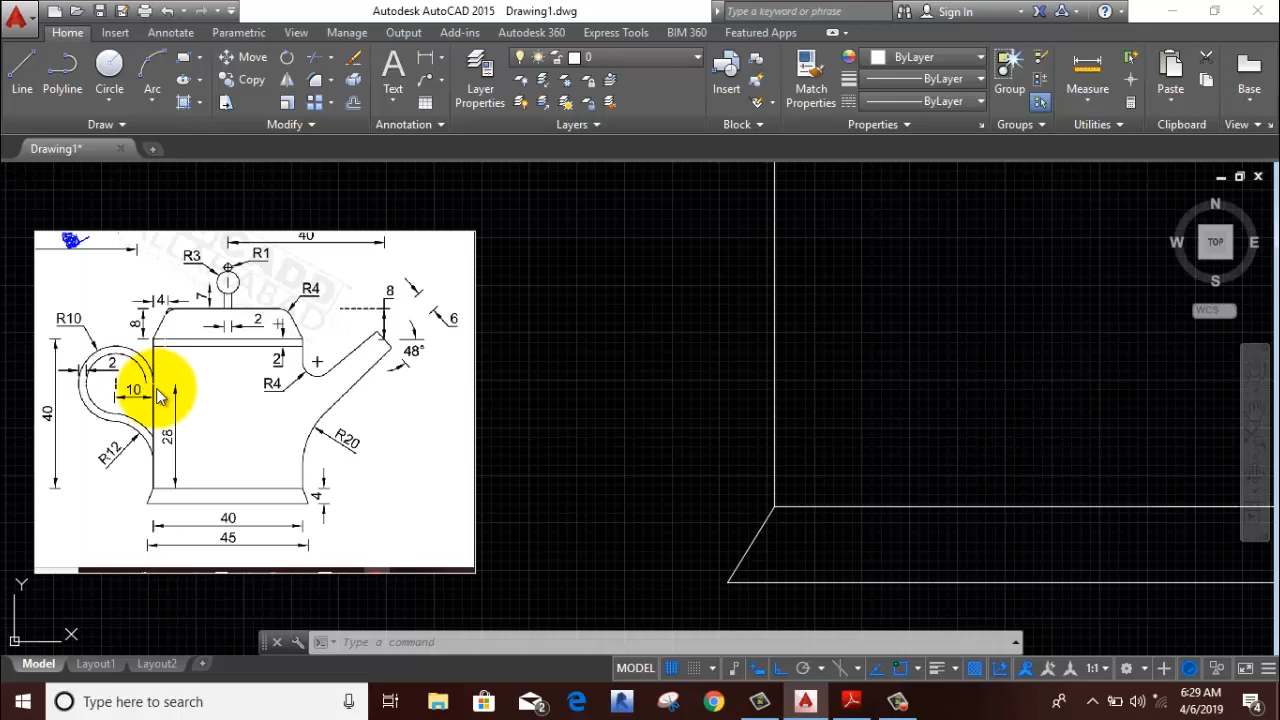 Autodesk AutoCAD 2015 Drawing1.dwg
Type a keyword or phrase
Sign In
Home Insert Annotate Parametric View Manage Output Add-ins Autodesk 360 Express Tools BIM 360 Featured Apps
Line Polyline Circle Arc
Move
Copy
Text
Layer Properties
0
Insert
Match Properties
ByLayer
ByLayer
ByLayer
Group
Measure
Paste
Base
Draw Modify Annotation Layers Block Properties Groups Utilities Clipboard View
Drawing1*
40
R3 R1
7
4
R4
8
8
6
2
48°
R10
2
2
10
R4
40
28
R12
R20
4
40
45
N
W TOP E
S
WCS
Y
X
Type a command
Model Layout1 Layout2
MODEL
1:1
Type here to search
2
6:29 AM
4/6/2019
4